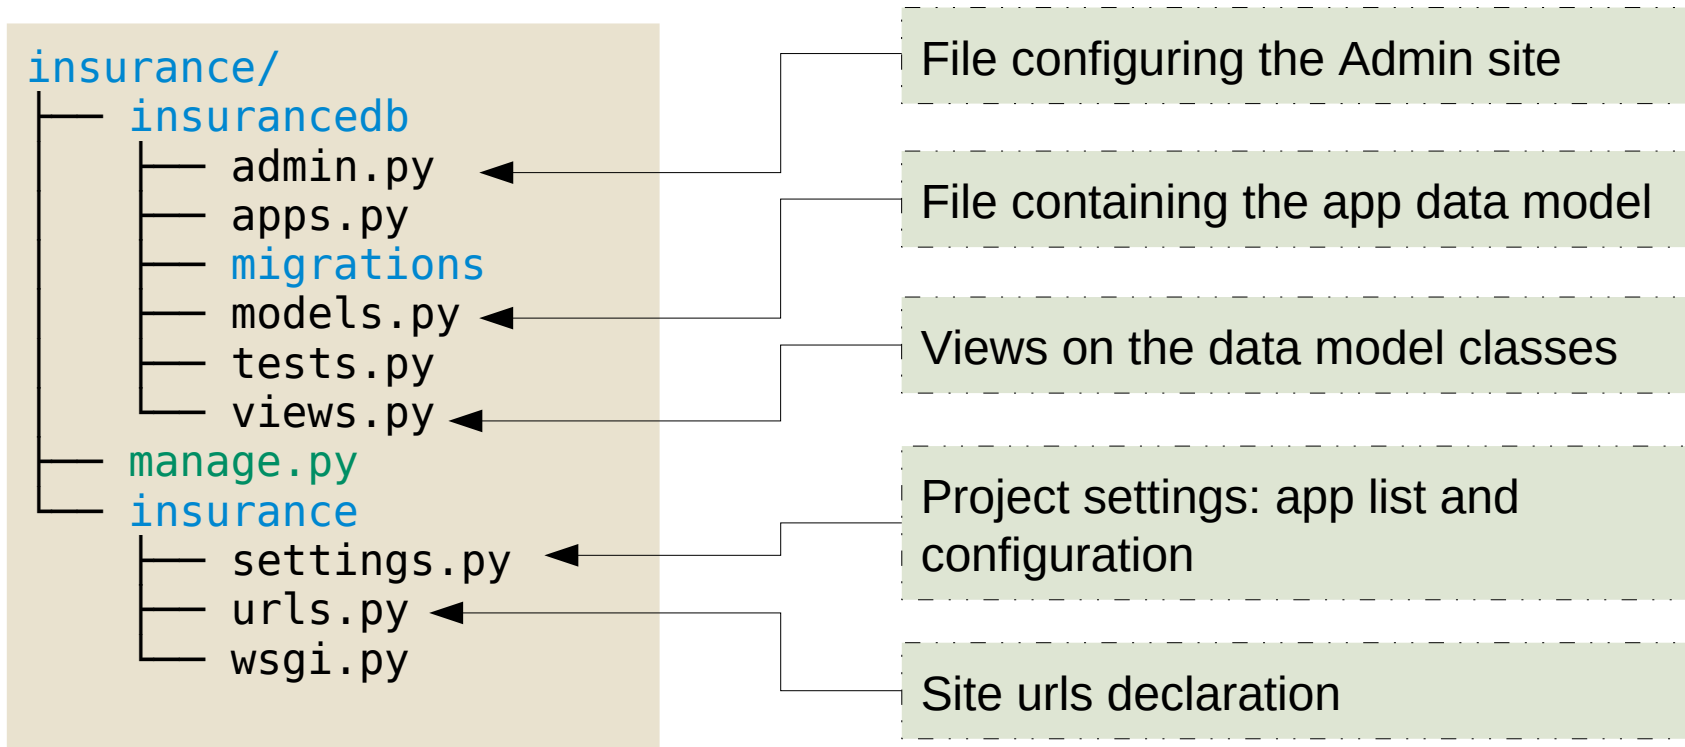 insurance/
insurancedb
admin.py
apps.py
migrations
models.py
tests.py
views.py
manage.py
insurance
settings.py
urls.py
wsgi.py
File configuring the Admin site
File containing the app data model
Views on the data model classes
Project settings: app list and
configuration
Site urls declaration